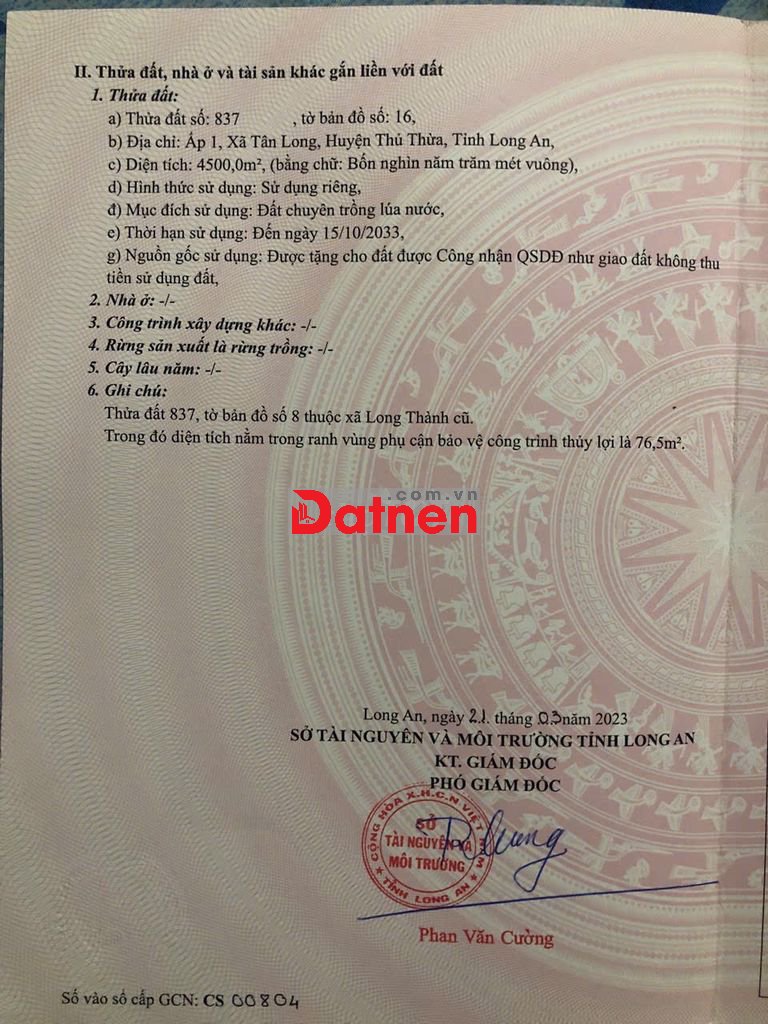 II. Thửa đất, nhà ở và tài sản khác gắn liền với đất
1. Thửa đất:
a) Thửa đất số: 837 , tờ bản đồ số: 16,
b) Địa chỉ: Ấp 1, Xã Tân Long, Huyện Thủ Thừa, Tỉnh Long An,
c) Diện tích: 4500,0m², (bằng chữ: Bốn nghìn năm trăm mét vuông),
d) Hình thức sử dụng: Sử dụng riêng,
đ) Mục đích sử dụng: Đất chuyên trồng lúa nước,
e) Thời hạn sử dụng: Đến ngày 15/10/2033,
g) Nguồn gốc sử dụng: Được tặng cho đất được Công nhận QSDĐ như giao đất không thu
tiền sử dụng đất,
2. Nhà ở: -/-
3. Công trình xây dựng khác: -/-
4. Rừng sản xuất là rừng trồng: -/-
5. Cây lâu năm: -/-
6. Ghi chú:
Thửa đất 837, tờ bản đồ số 8 thuộc xã Long Thành cũ.
Trong đó diện tích nằm trong ranh vùng phụ cận bảo vệ công trình thủy lợi là 76,5m².
.com.vn
Datnen
Long An, ngày 21. tháng 03 năm 2023
SỞ TÀI NGUYÊN VÀ MÔI TRƯỜNG TỈNH LONG AN
KT. GIÁM ĐỐC
PHÓ GIÁM ĐỐC
CỘNG HÒA X.H.C.N VIỆT NAM
SỞ
TÀI NGUYÊN VÀ
MÔI TRƯỜNG
TỈNH LONG AN
Phan Văn Cường
Số vào sổ cấp GCN: CS 00804